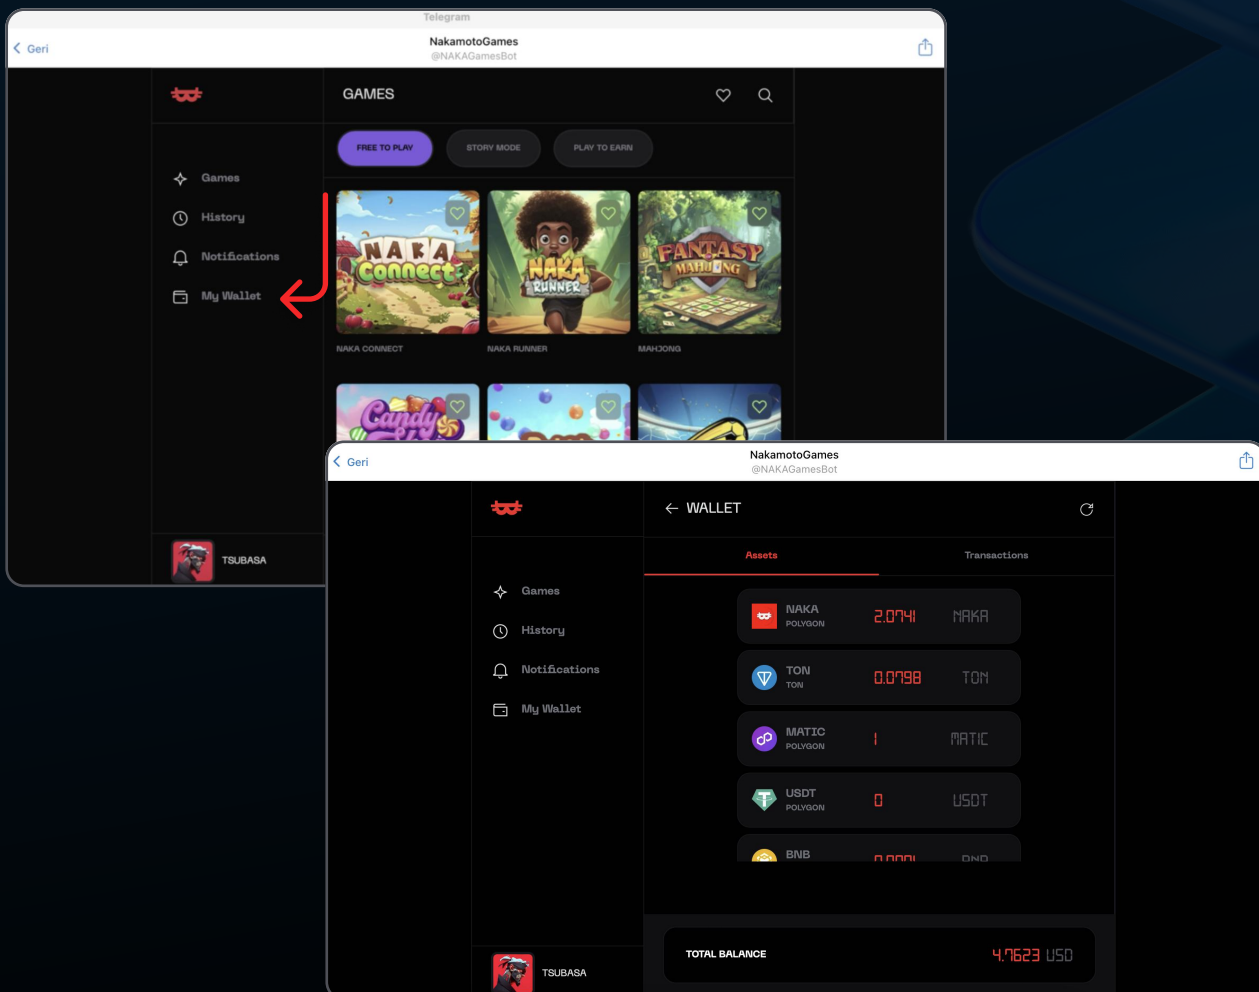 Telegram
Geri
NakamotoGames
@NAKAGamesBot
GAMES
FREE TO PLAY
STORY MODE
PLAY TO EARN
Games
History
Notifications
My Wallet
NAKA
Connect
NAKA
RUNNER
FANTASY
MAHJONG
NAKA CONNECT
NAKA RUNNER
MAHJONG
Candy
TSUBASA
Geri
NakamotoGames
@NAKAGamesBot
WALLET
Assets
Transactions
Games
History
Notifications
My Wallet
NAKA
POLYGON
2.0741
NAKA
TON
TON
0.0798
TON
MATIC
POLYGON
1
MATIC
USDT
POLYGON
0
USDT
BNB
BNB
TOTAL BALANCE
4.7623 USD
TSUBASA